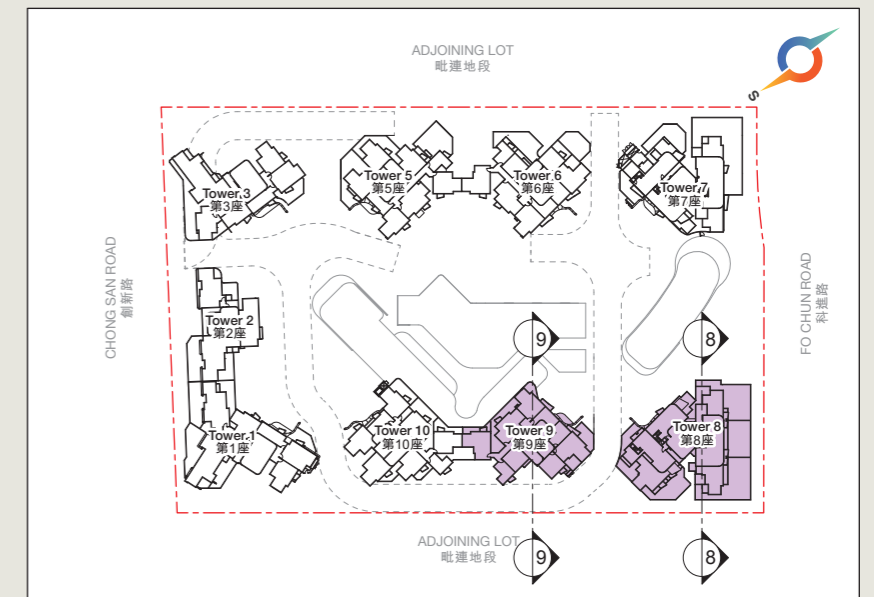 ADJOINING LOT
毗連地段
S
Tower 3
第3座
Tower 5
第5座
Tower 6
第6座
Tower 7
第7座
CHONG SAN ROAD
創新路
FO CHUN ROAD
科進路
Tower 2
第2座
9
8
Tower 1
第1座
Tower 10
第10座
Tower 9
第9座
Tower 8
第8座
ADJOINING LOT
毗連地段
9
8